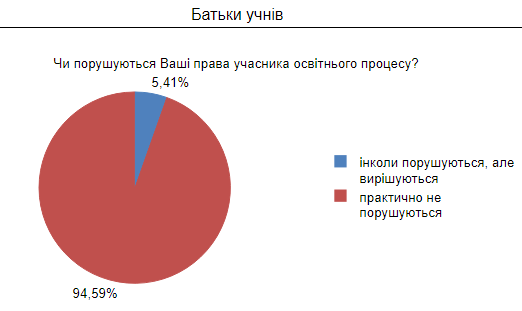 Батьки учнів
Чи порушуються Ваші права учасника освітнього процесу?
5,41%
інколи порушуються, але
вирішуються
практично не
порушуються
94,59%